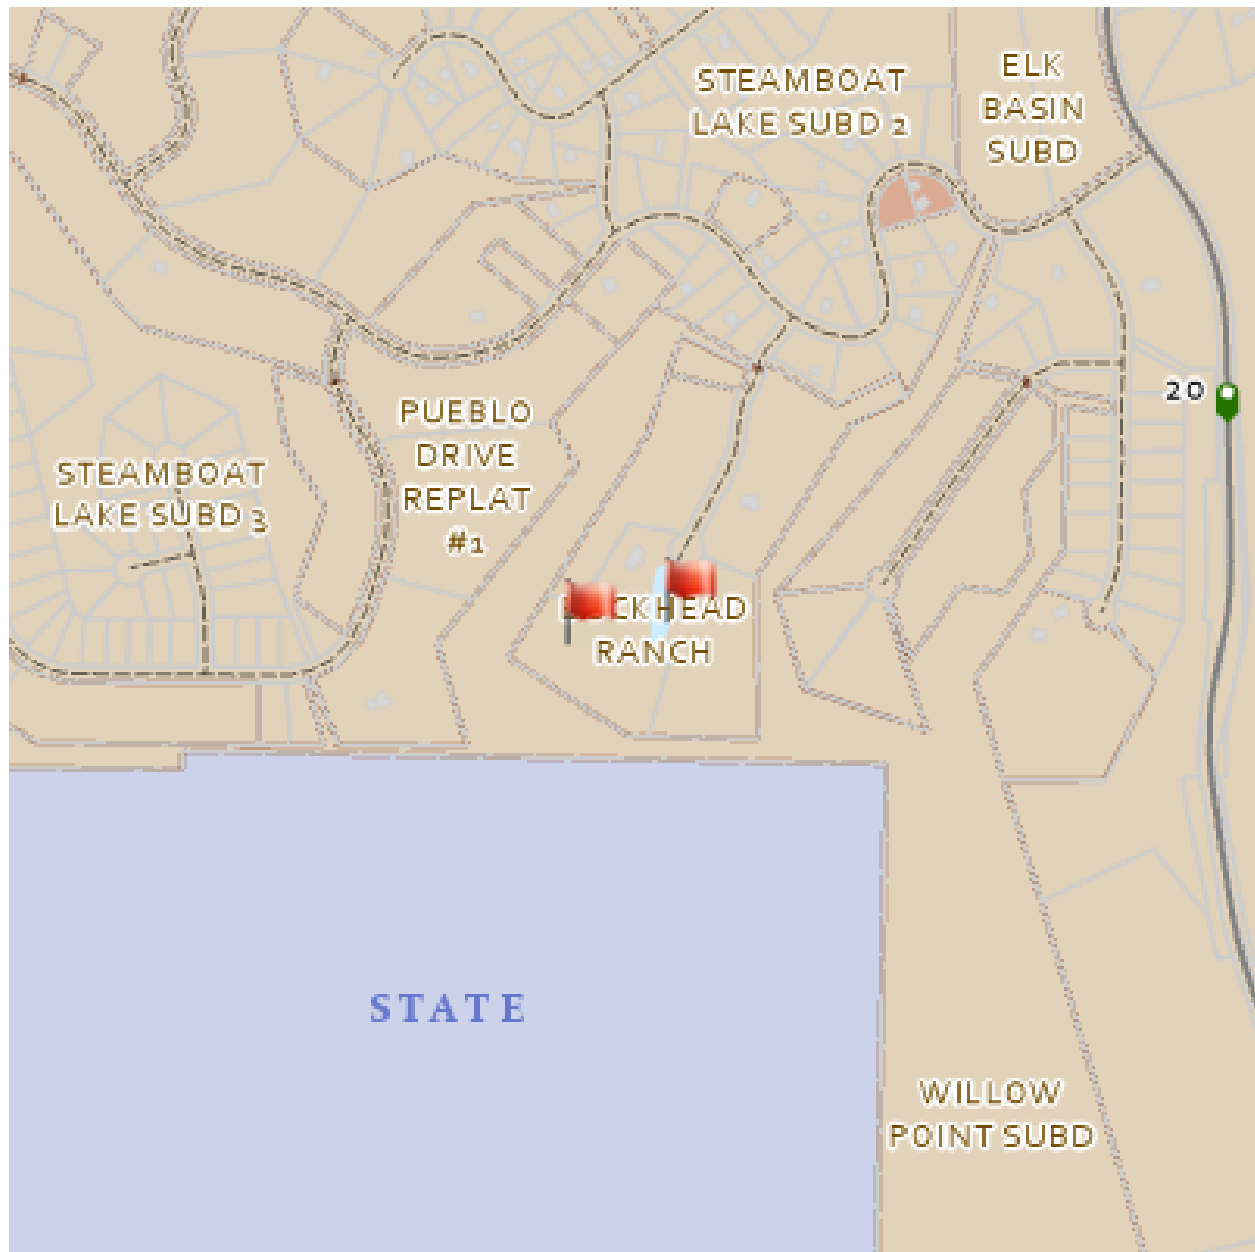 STEAMBOAT
LAKE SUBD 2
ELK
BASIN
SUBD
20
PUEBLO
DRIVE
REPLAT
#1
STEAMBOAT
LAKE SUBD 3
RANCH
STATE
WILLOW
POINT SUBD